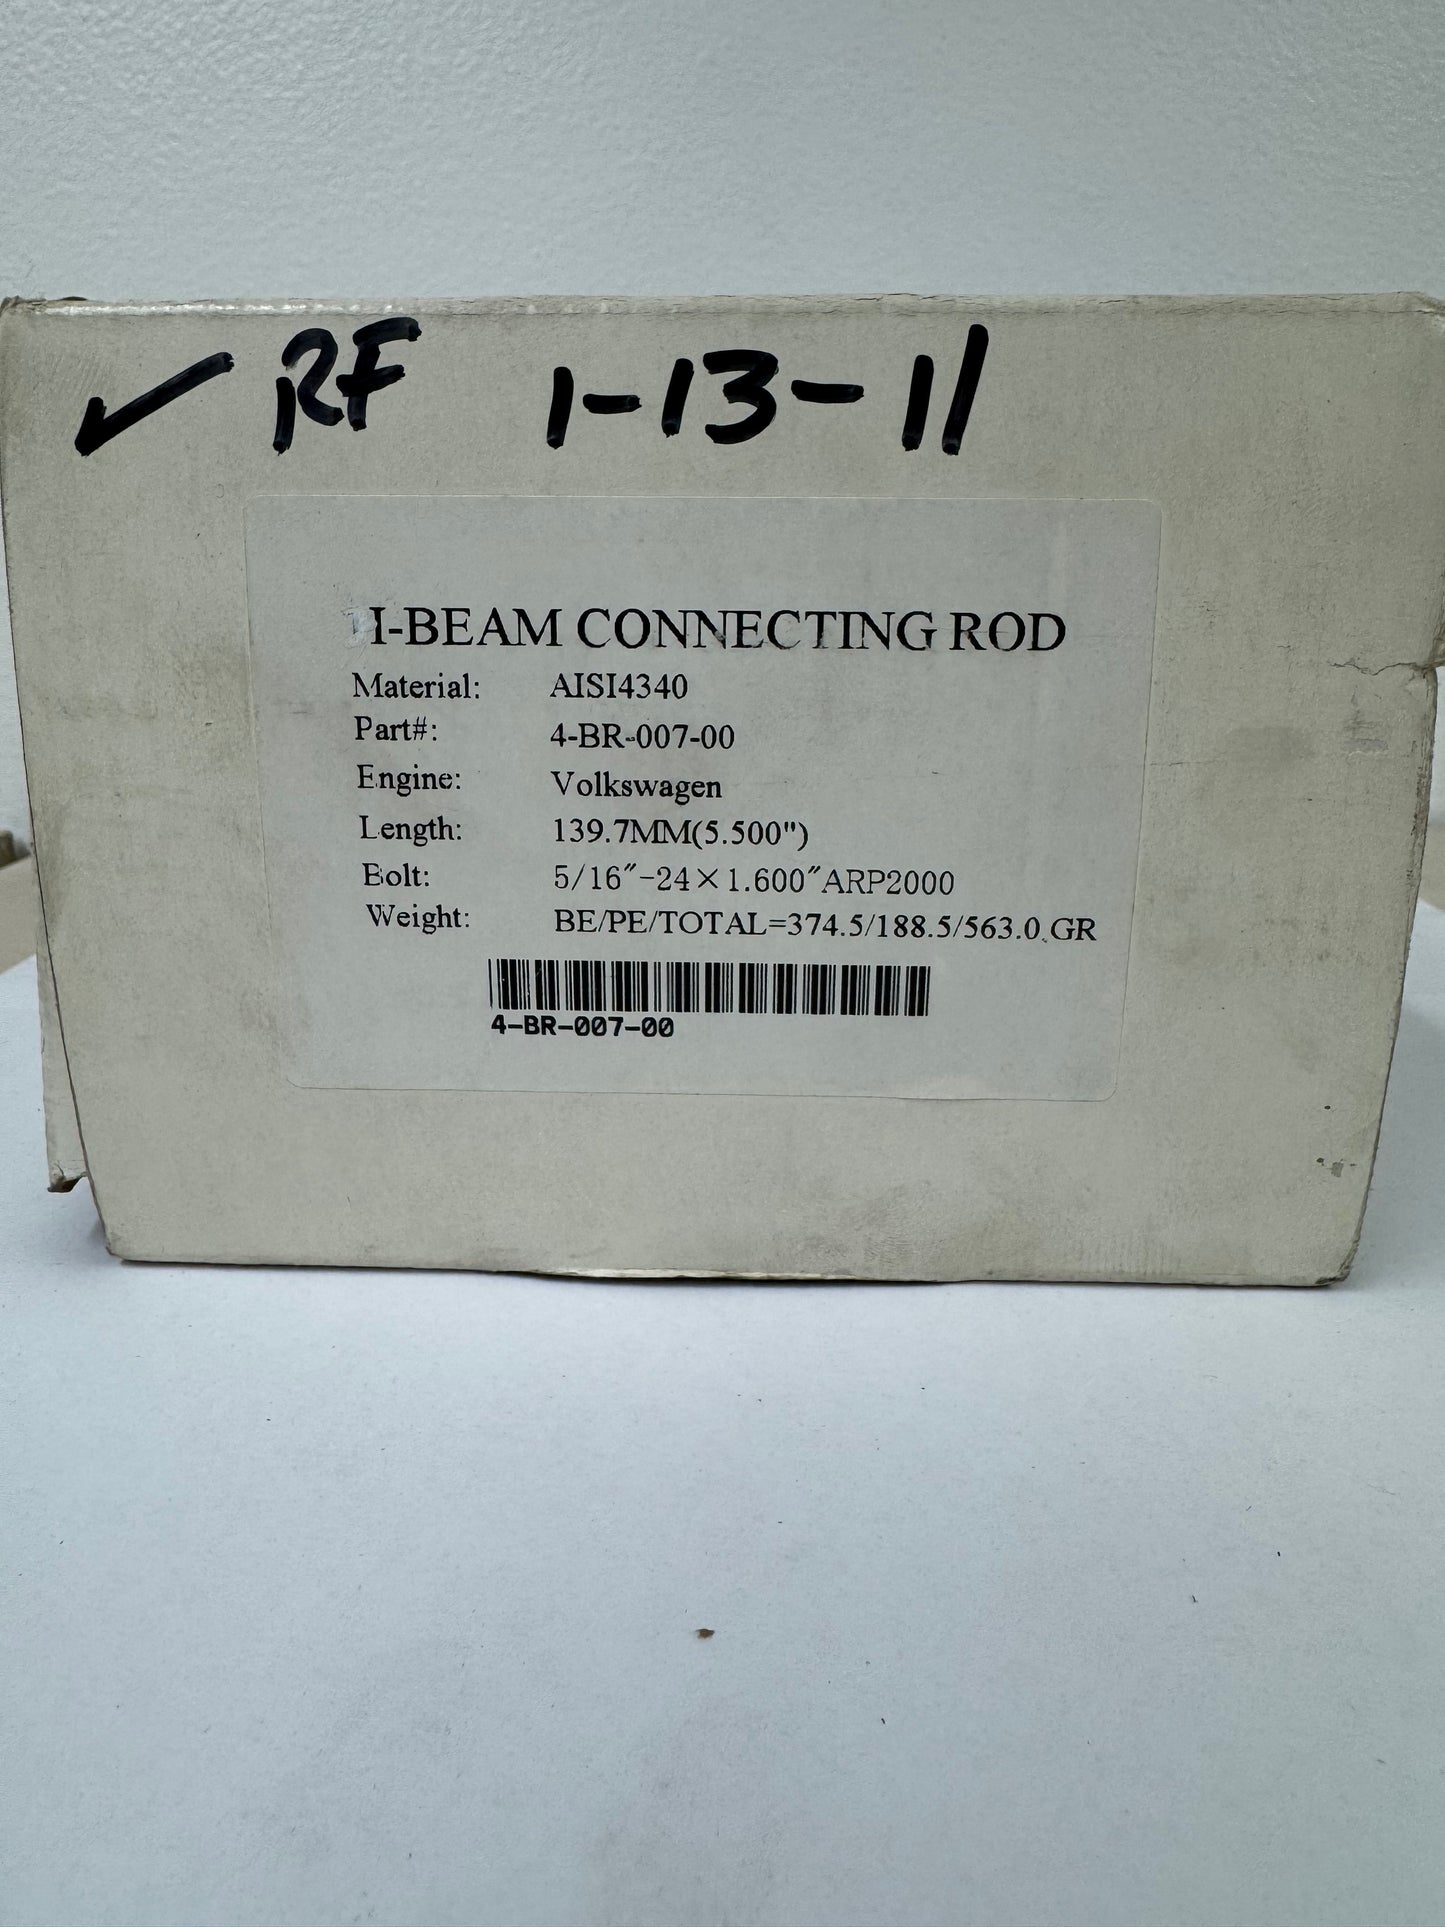 ✓ RF 1-13-11
I-BEAM CONNECTING ROD
Material: AISI4340
Part#: 4-BR-007-00
Engine: Volkswagen
Length: 139.7MM(5.500")
Bolt: 5/16″-24×1.600″ARP2000
Weight: BE/PE/TOTAL=374.5/188.5/563.0 GR
4-BR-007-00